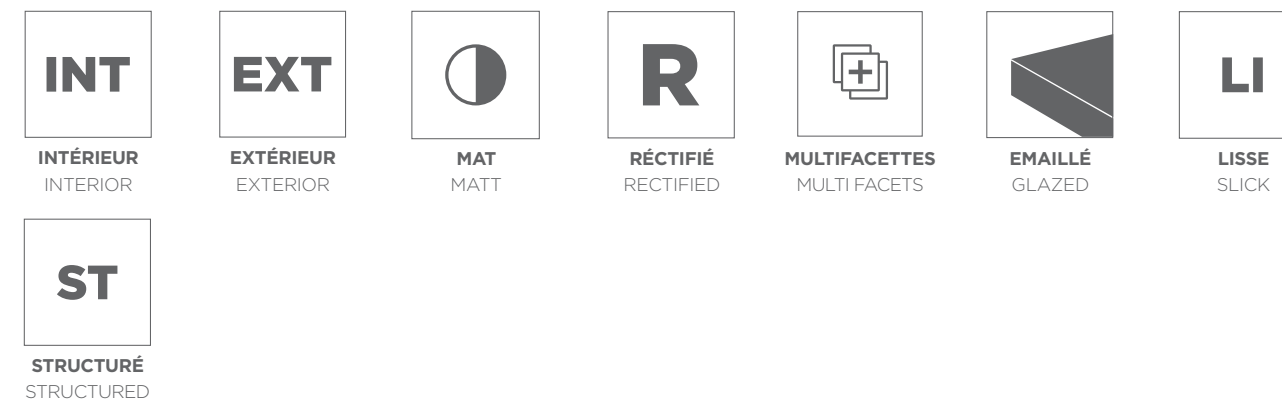 INT
EXT
R
LI
INTÉRIEUR
EXTÉRIEUR
MAT
RÉCTIFIÉ
MULTIFACETTES
EMAILLÉ
LISSE
INTERIOR
EXTERIOR
MATT
RECTIFIED
MULTI FACETS
GLAZED
SLICK
ST
STRUCTURÉ
STRUCTURED